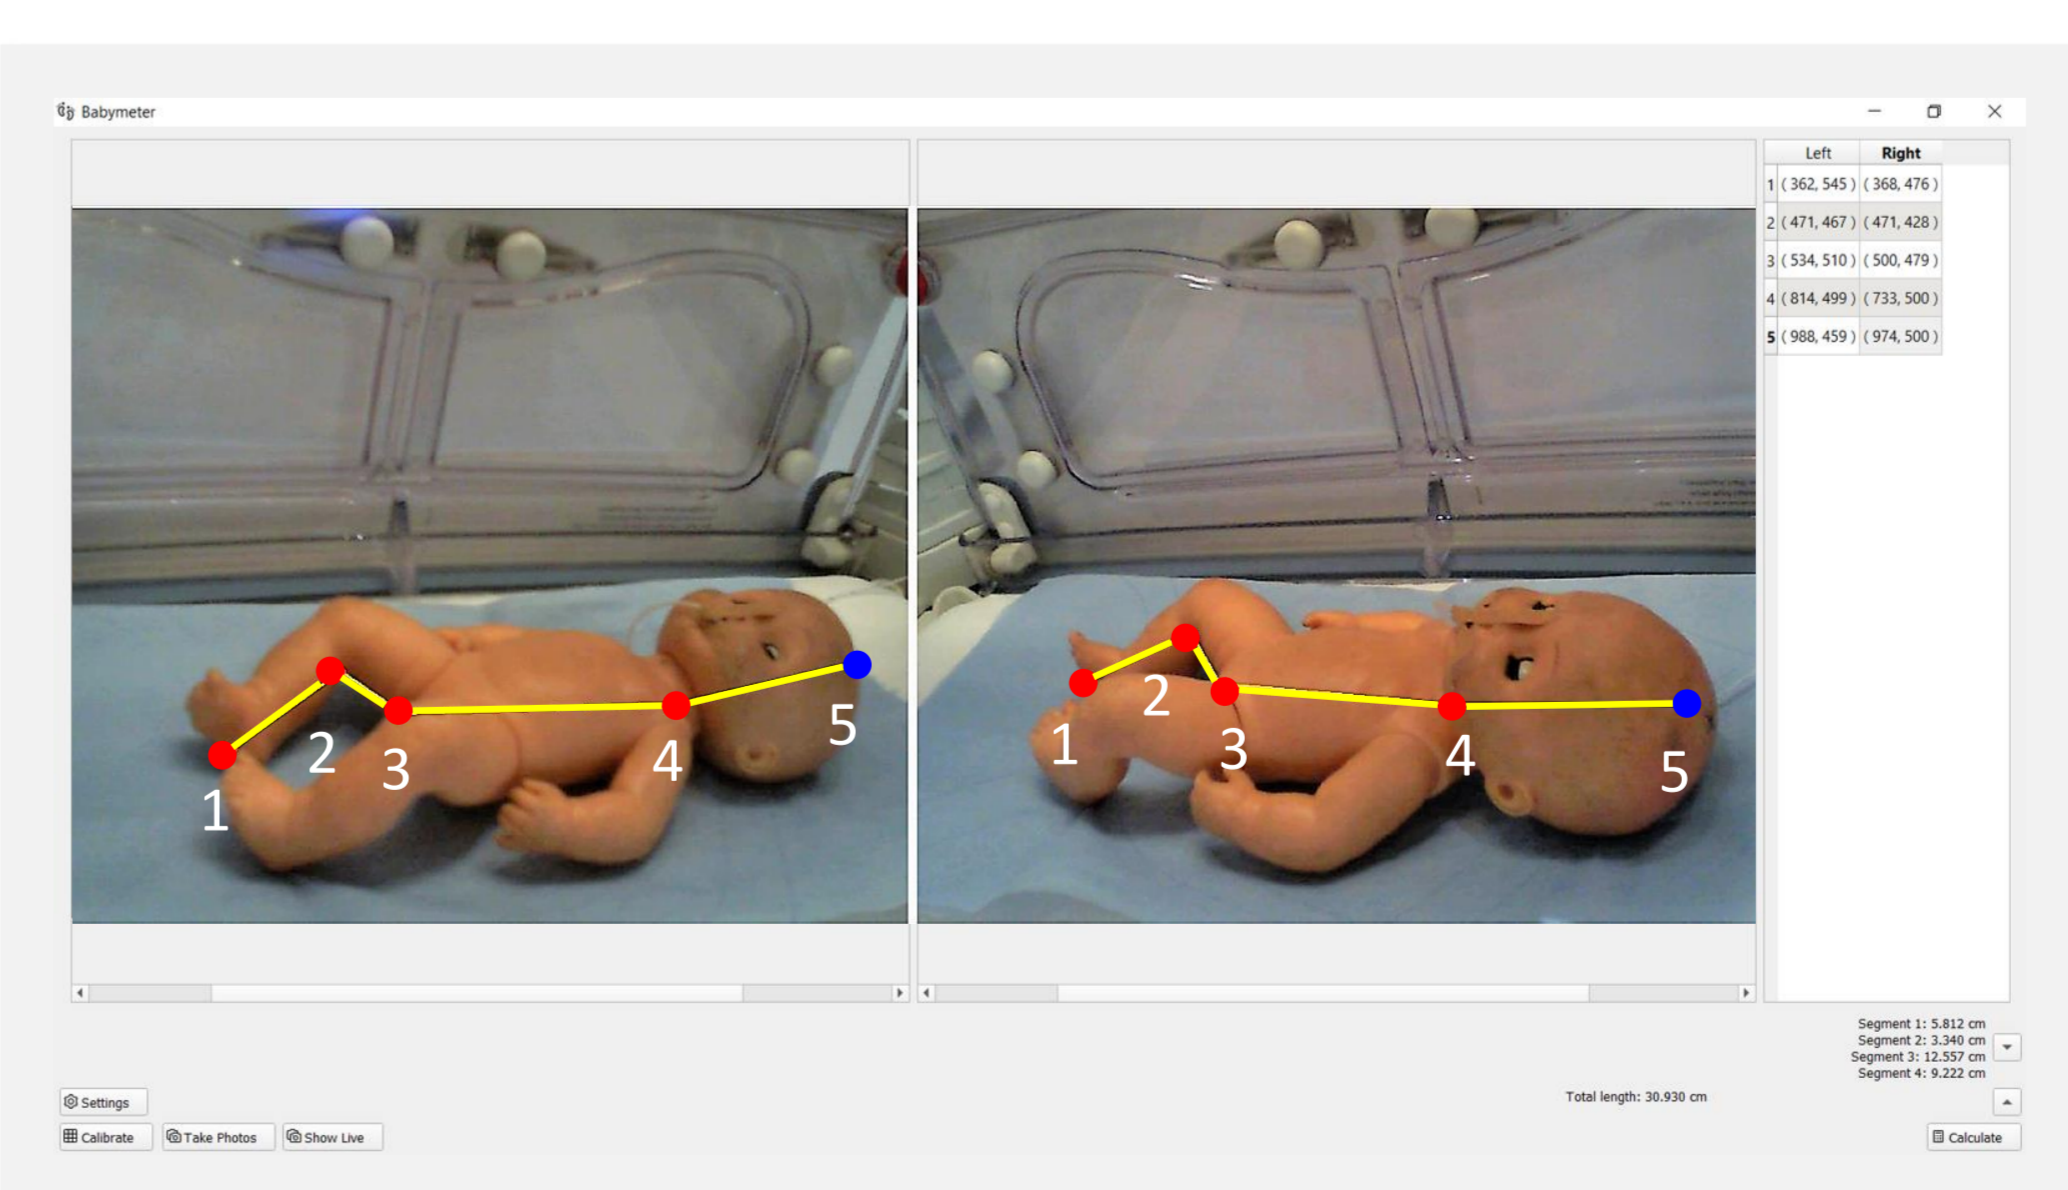 Babymeter
Left Right
1 ( 362, 545 ) ( 368, 476 )
2 ( 471, 467 ) ( 471, 428 )
3 ( 534, 510 ) ( 500, 479 )
4 ( 814, 499 ) ( 733, 500 )
5 ( 988, 459 ) ( 974, 500 )
1
2
3
4
5
1
2
3
4
5
Segment 1: 5.812 cm
Segment 2: 3.340 cm
Segment 3: 12.557 cm
Segment 4: 9.222 cm
Total length: 30.930 cm
Settings
Calibrate Take Photos Show Live
Calculate